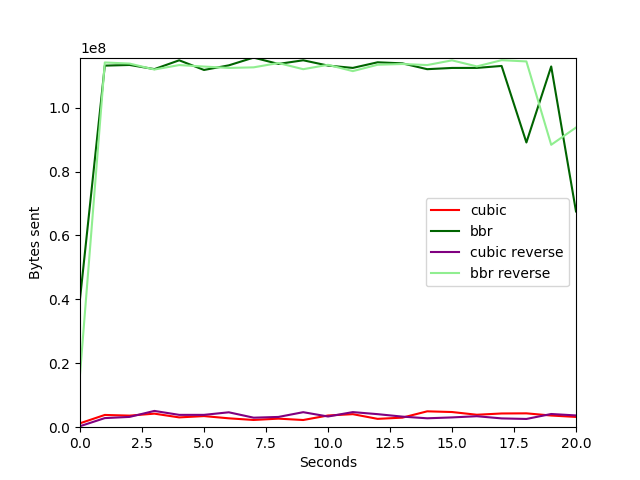 1e8
1.0
0.8
0.6
0.4
0.2
0.0
Bytes sent
cubic
bbr
cubic reverse
bbr reverse
0.0 2.5 5.0 7.5 10.0 12.5 15.0 17.5 20.0
Seconds